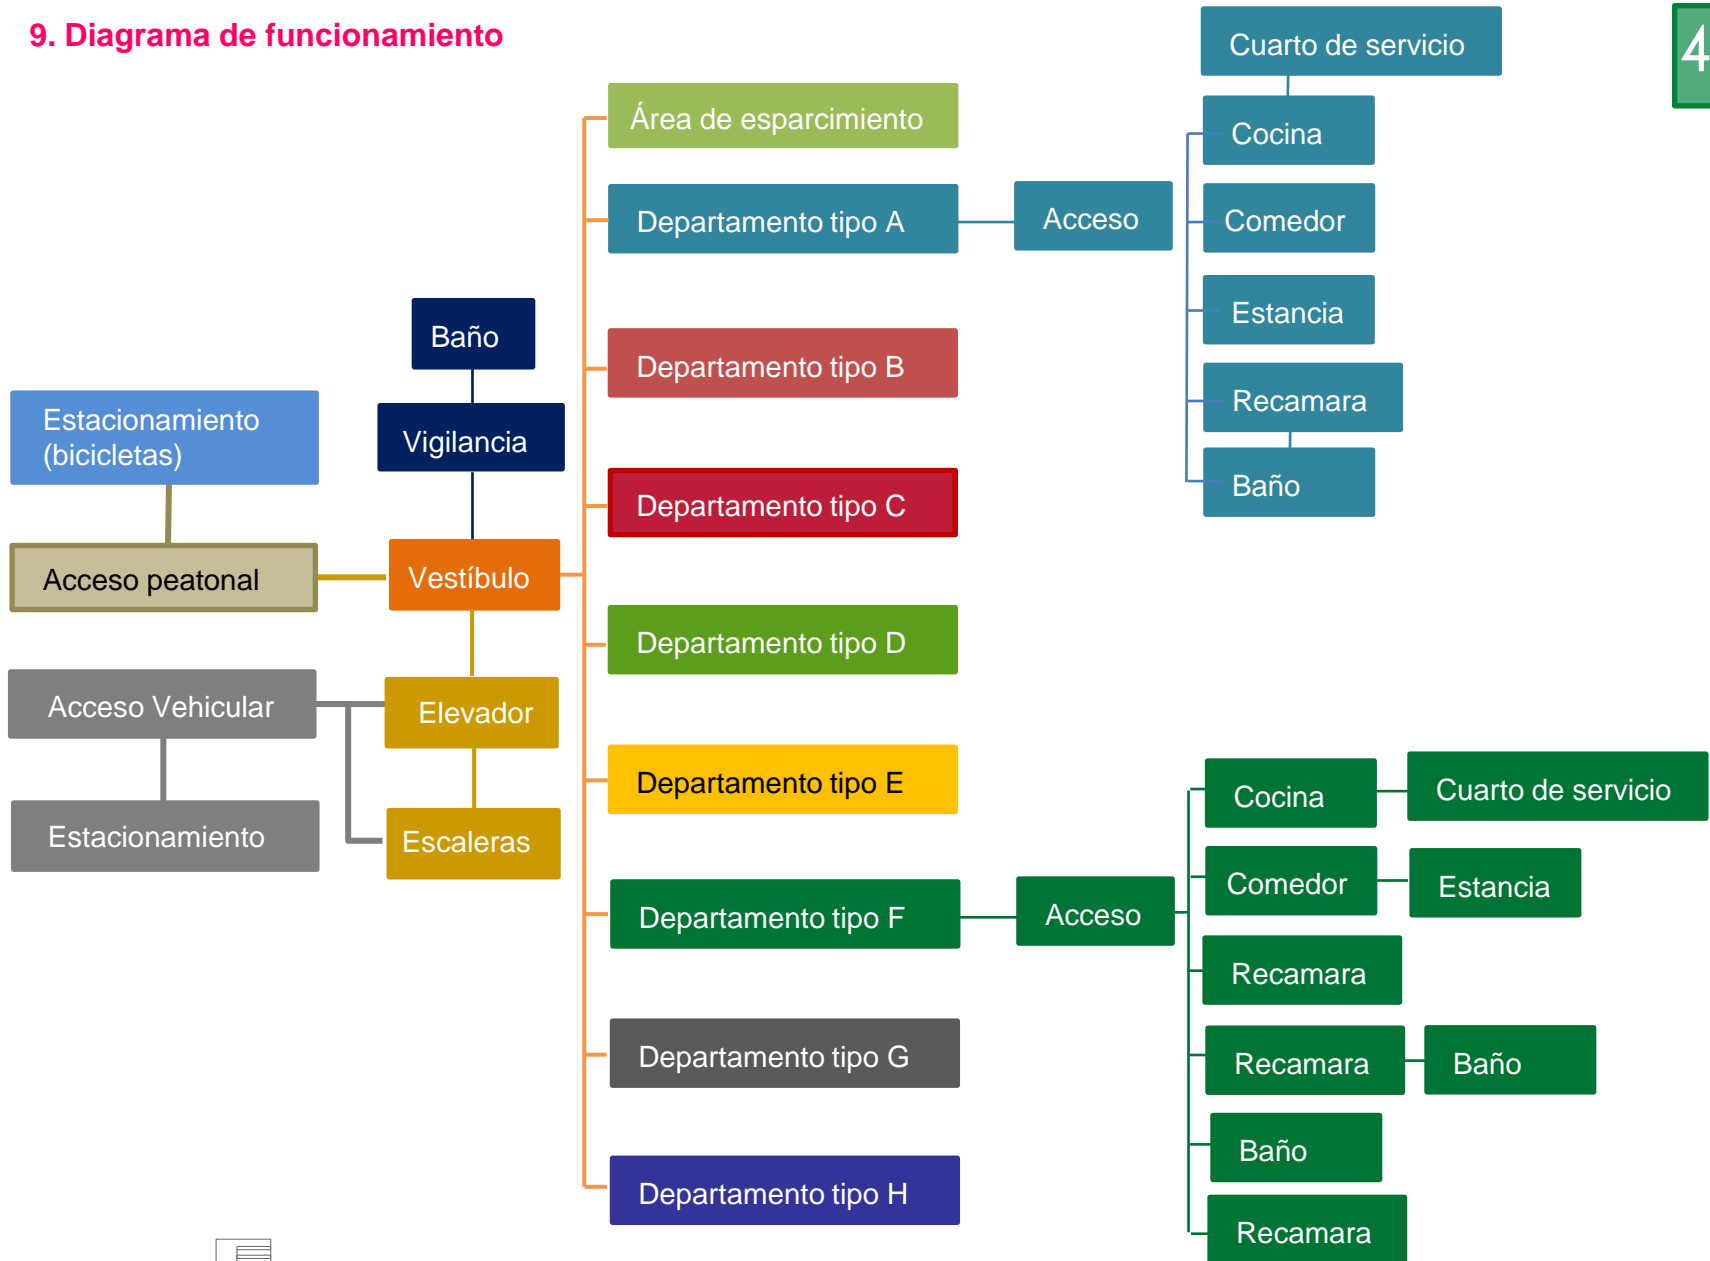 9. Diagrama de funcionamiento
4
Cuarto de servicio
Área de esparcimiento
Cocina
Departamento tipo A
Acceso
Comedor
Estancia
Baño
Departamento tipo B
Recamara
Estacionamiento
(bicicletas)
Vigilancia
Baño
Departamento tipo C
Acceso peatonal
Vestíbulo
Departamento tipo D
Acceso Vehicular
Elevador
Departamento tipo E
Cocina
Cuarto de servicio
Estacionamiento
Escaleras
Comedor
Estancia
Departamento tipo F
Acceso
Recamara
Departamento tipo G
Recamara
Baño
Baño
Departamento tipo H
Recamara